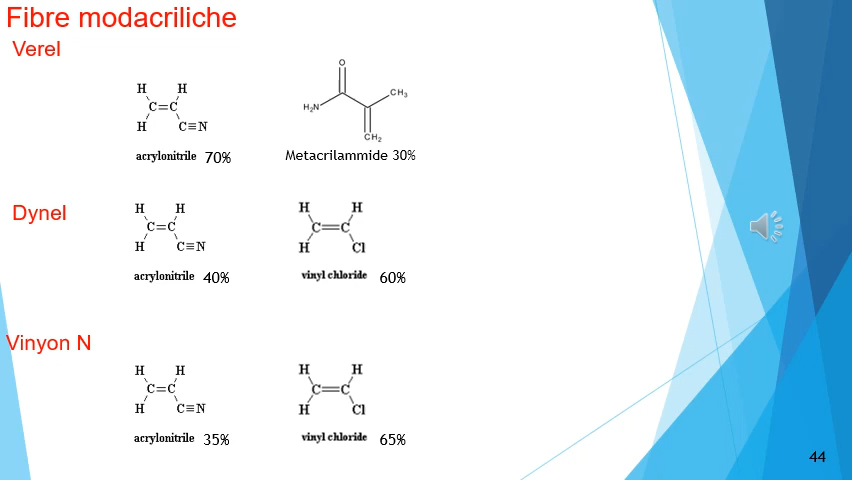 Fibre modacriliche
Verel
H H
C=C
H C≡N
acrylonitrile 70%
O
H₂N
CH₃
CH₂
Metacrilammide 30%
Dynel
H H
C=C
H C≡N
acrylonitrile 40%
H H
C=C
H Cl
vinyl chloride 60%
Vinyon N
H H
C=C
H C≡N
acrylonitrile 35%
H H
C=C
H Cl
vinyl chloride 65%
44